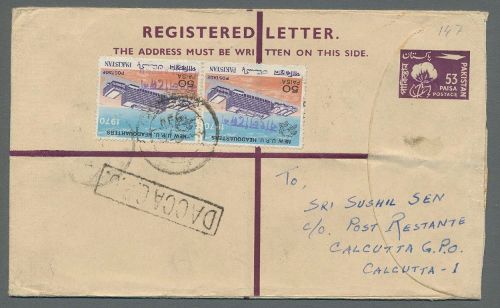 REGISTERED LETTER.
THE ADDRESS MUST BE WRITTEN ON THIS SIDE.
147
پاکستان
53
PAISA
POSTAGE
50
PAISA
POSTAGE
PAKISTAN
NEW U.P.U. HEADQUARTERS
1970
50
PAISA
POSTAGE
PAKISTAN
NEW U.P.U. HEADQUARTERS
1970
DACCA G.P.O.
To,
SRI SUSHIL SEN
C/o. POST RESTANTE
CALCUTTA G.P.O.
CALCUTTA - 1